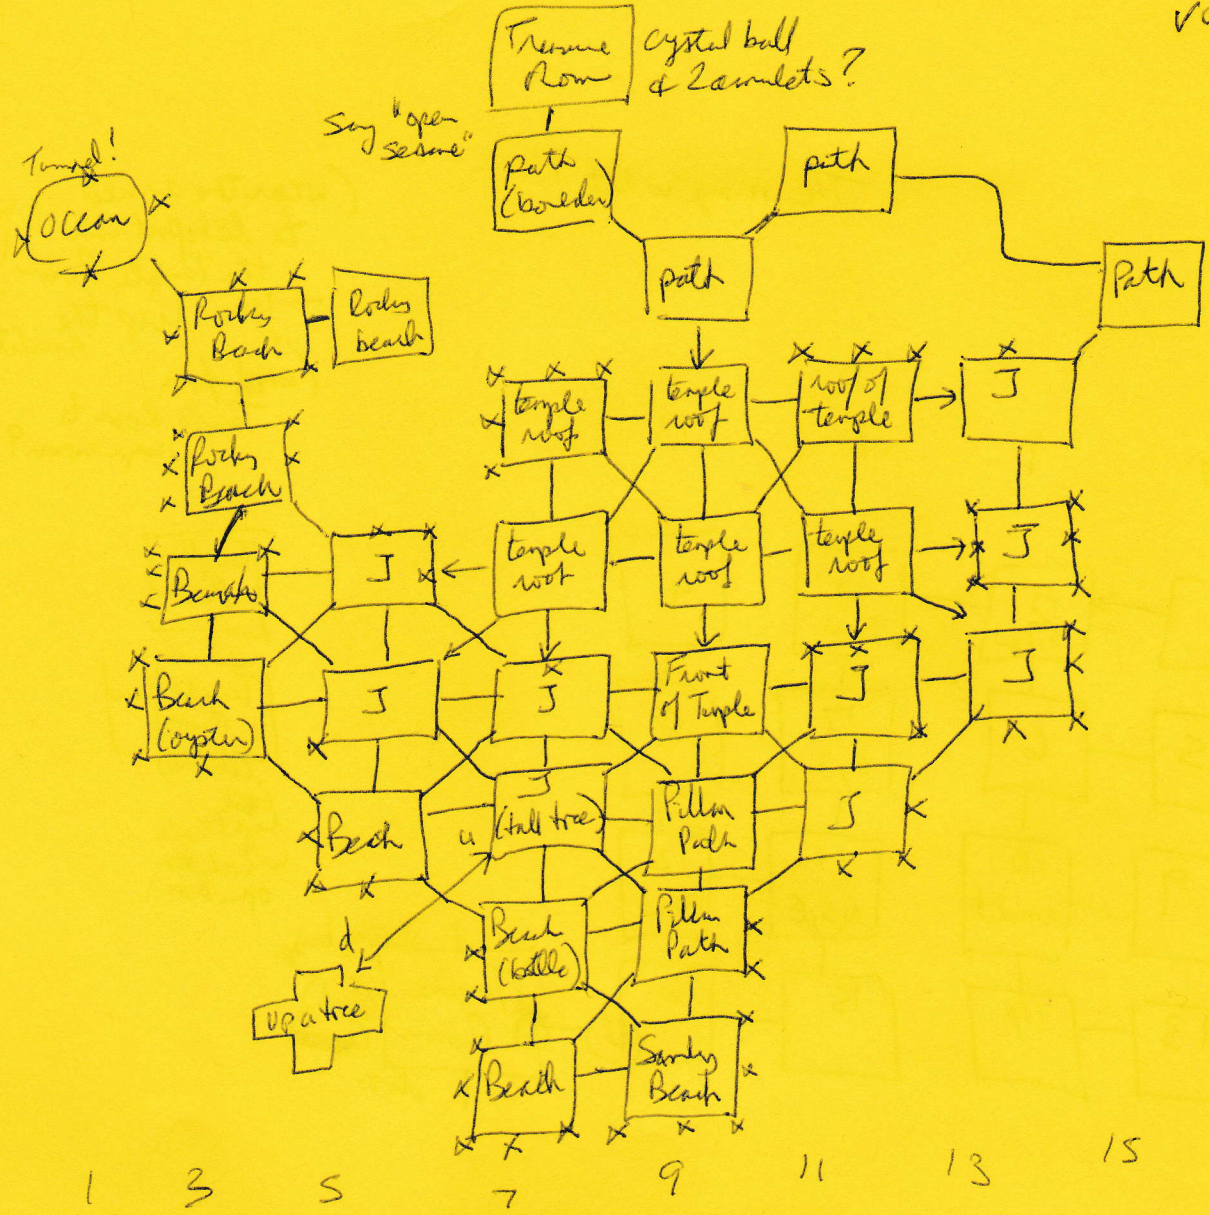 Treasure
Room
crystal ball
& 2 amulets?
Say "open
sesame"
path
(boulder)
path
Tunnel!
Ocean
path
Path
Rocky
Beach
Rocky
beach
temple
roof
temple
roof
roof of
temple
J
Rocky
Beach
J
temple
roof
temple
roof
temple
roof
J
Beach
(oyster)
J
J
Front
of Temple
J
J
Beach
u
J
(tall tree)
Pillar
Path
J
d
Beach
(bottle)
Pillar
Path
Up a tree
Beach
Sandy
Beach
1 3 5 7 9 11 13 15